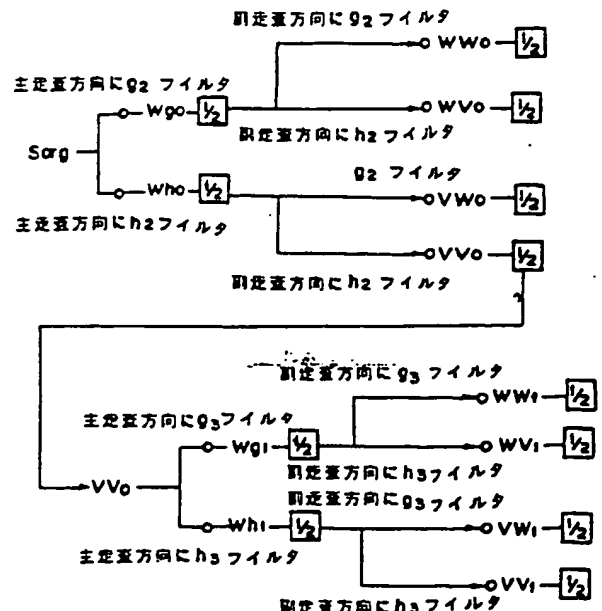 副走査方向にg2フィルタ
WW0 1/2
主走査方向にg2フィルタ
Wg0 1/2
WV0 1/2
副走査方向にh2フィルタ
Sorg
g2フィルタ
Wh0 1/2
VW0 1/2
主走査方向にh2フィルタ
VV0 1/2
副走査方向にh2フィルタ
副走査方向にg3フィルタ
WW1 1/2
主走査方向にg3フィルタ
Wg1 1/2
WV1 1/2
副走査方向にh3フィルタ
VV0
副走査方向にg3フィルタ
Wh1 1/2
VW1 1/2
主走査方向にh3フィルタ
VV1 1/2
副走査方向にh3フィルタ